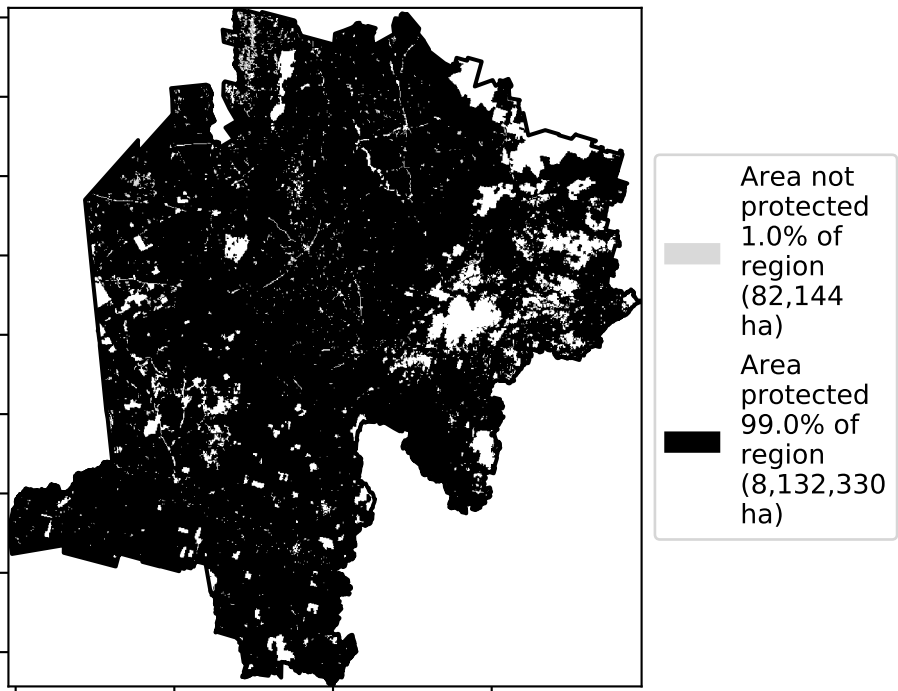 Area not
protected
1.0% of
region
(82,144
ha)
Area
protected
99.0% of
region
(8,132,330
ha)